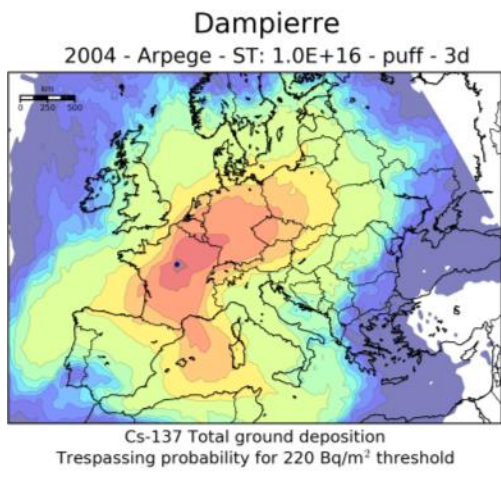 Dampierre
2004 - Arpege - ST: 1.0E+16 - puff - 3d
km
0 250 500
Cs-137 Total ground deposition
Trespassing probability for 220 Bq/m² threshold